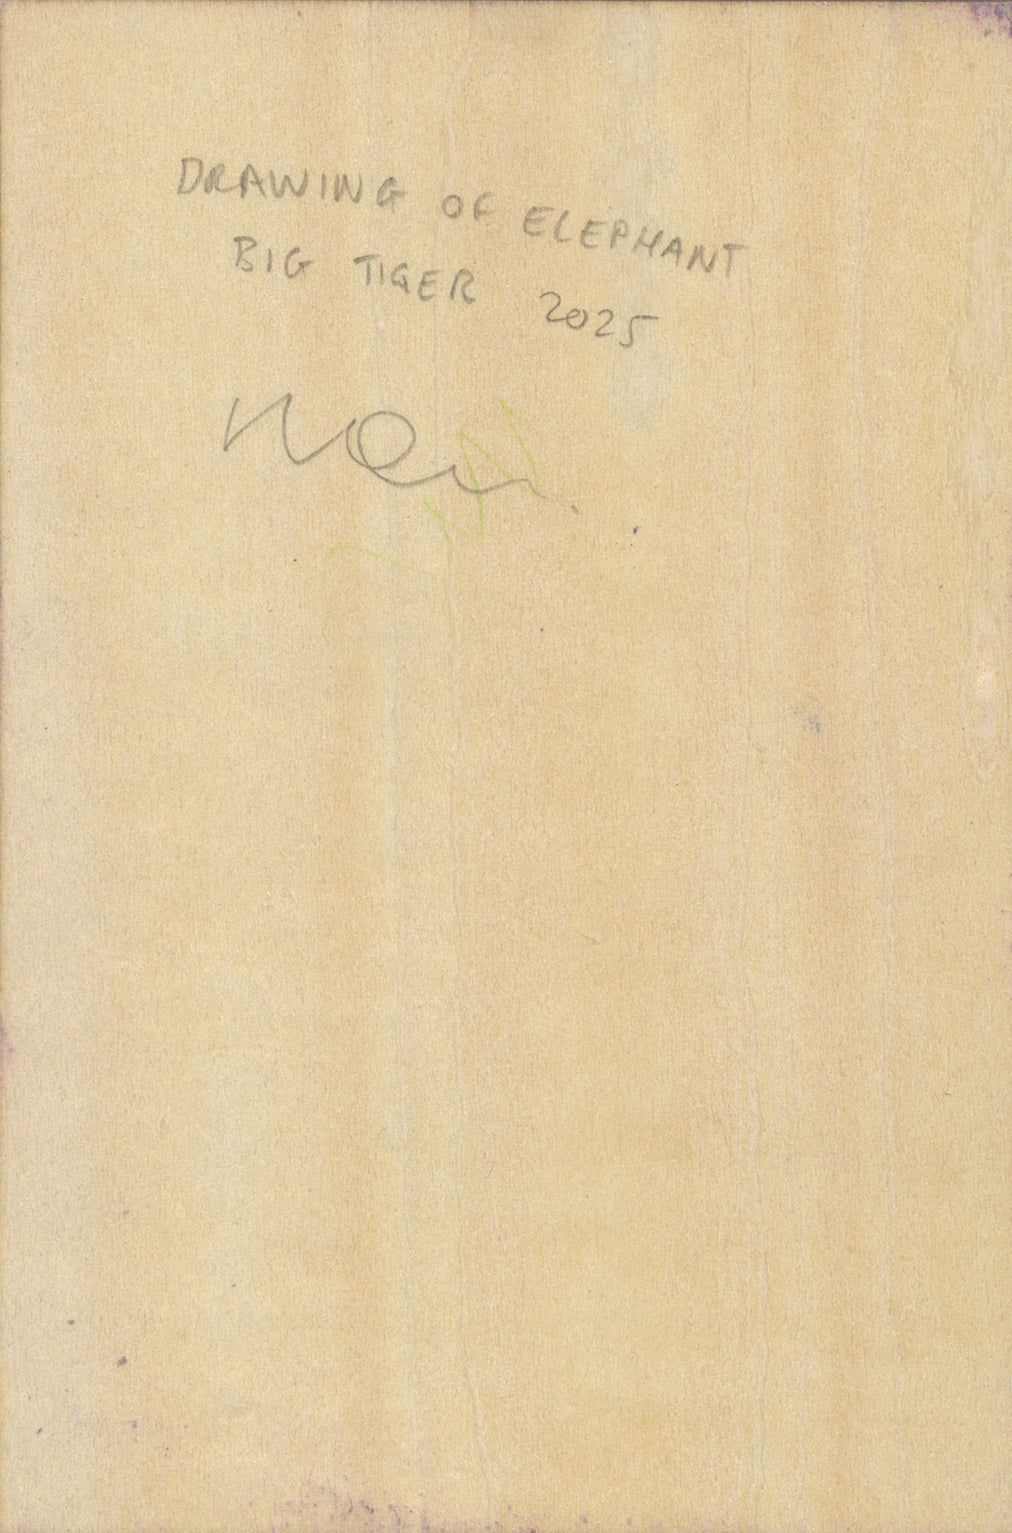 DRAWING OF ELEPHANT
BIG TIGER 2025